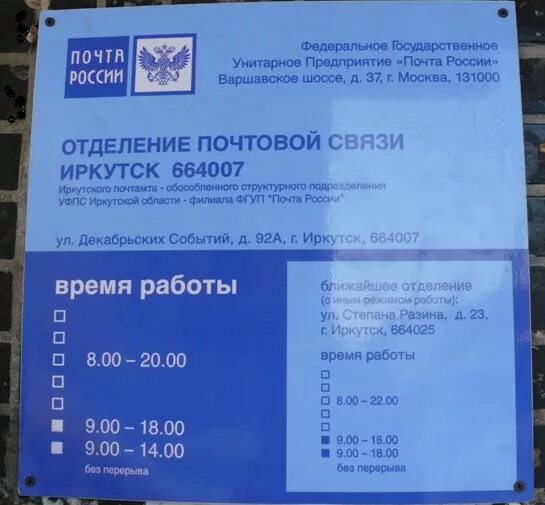 ПОЧТА
РОССИИ
Федеральное Государственное
Унитарное Предприятие «Почта России»
Варшавское шоссе, д. 37, г. Москва, 131000
ОТДЕЛЕНИЕ ПОЧТОВОЙ СВЯЗИ
ИРКУТСК 664007
Иркутского почтамта - обособленного структурного подразделения
УФПС Иркутской области - филиала ФГУП "Почта России"
ул. Декабрьских Событий, д. 92А, г. Иркутск, 664007
время работы
8.00 – 20.00
9.00 – 18.00
9.00 – 14.00
без перерыва
ближайшее отделение
(с иным режимом работы):
ул. Степана Разина, д. 23,
г. Иркутск, 664025
время работы
8.00 – 22.00
9.00 – 18.00
9.00 – 18.00
без перерыва